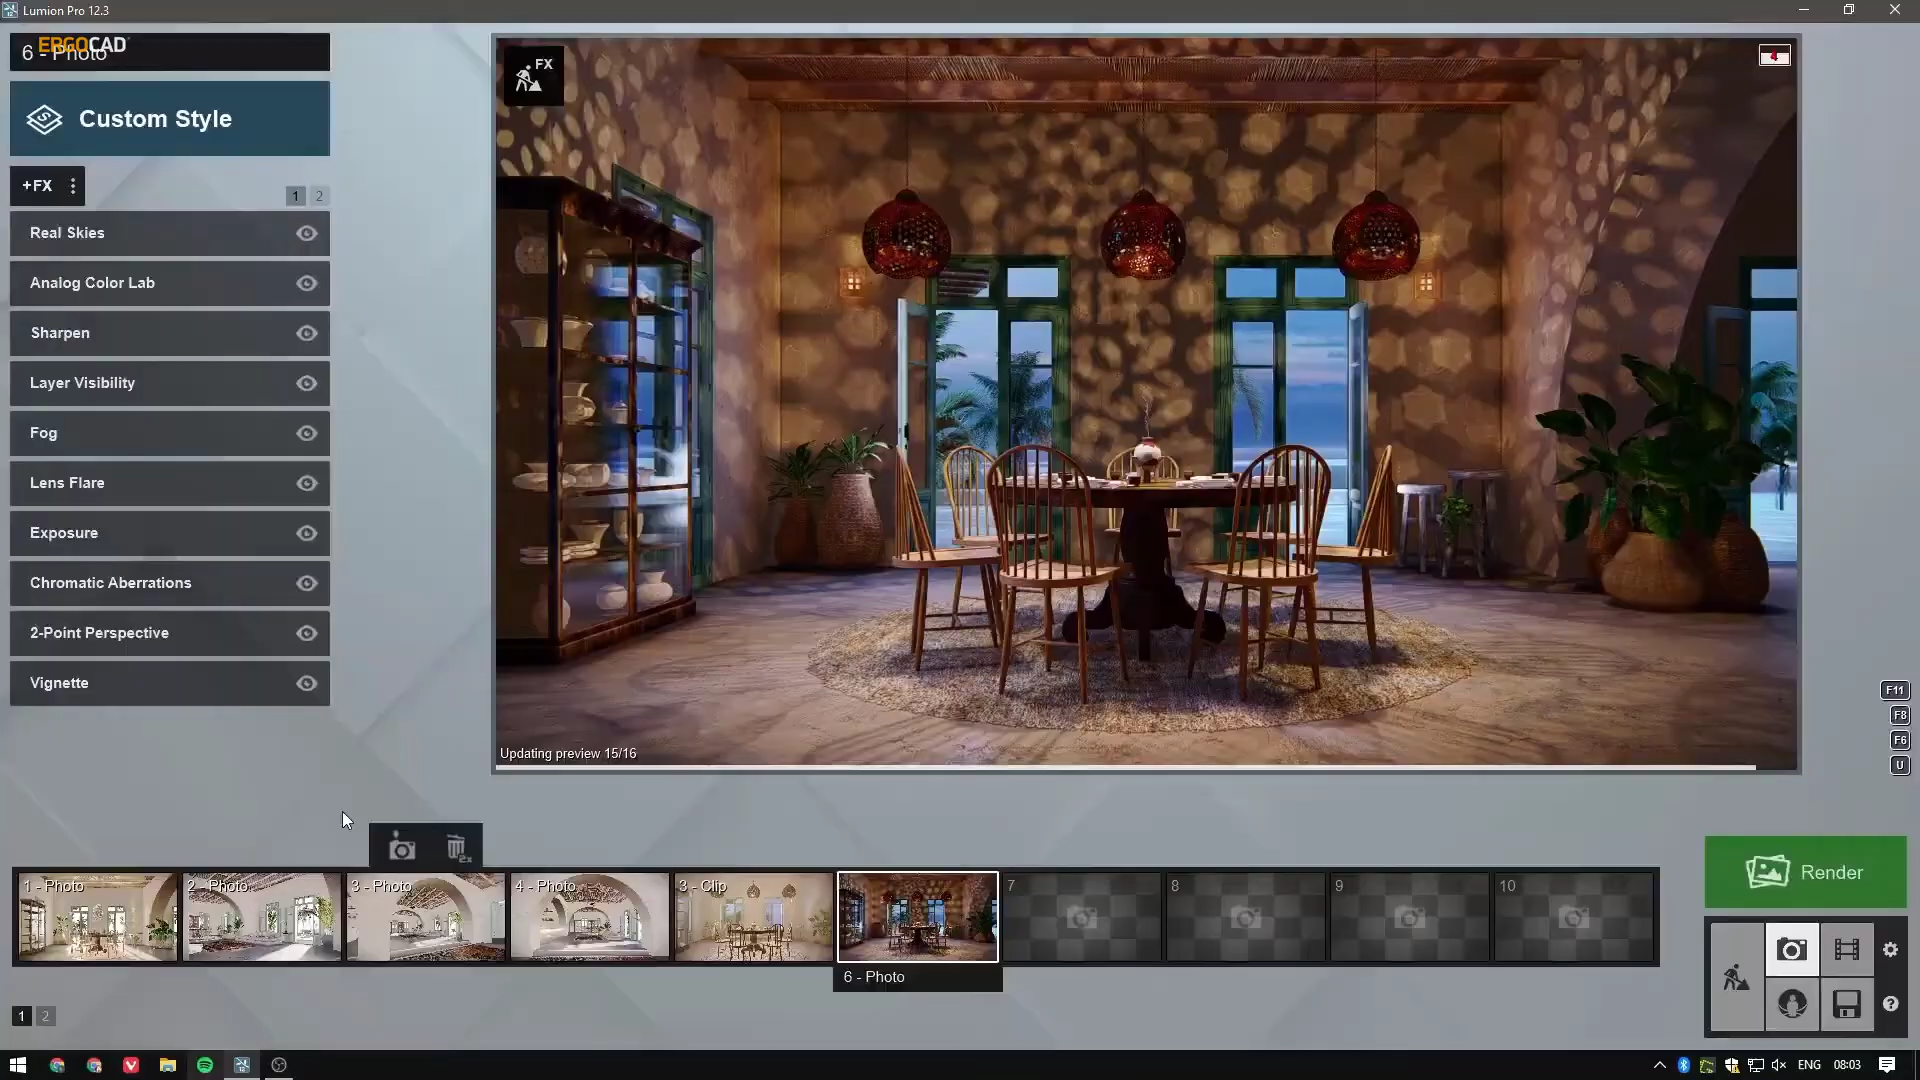 Lumion Pro 12.3
ERGOCAD
6 - Photo
Custom Style
+FX
1 2
Real Skies
Analog Color Lab
Sharpen
Layer Visibility
Fog
Lens Flare
Exposure
Chromatic Aberrations
2-Point Perspective
Vignette
FX
4
Updating preview 15/16
F11
F8
F6
U
2x
1 - Photo
2 - Photo
3 - Photo
4 - Photo
3 - Clip
7
8
9
10
6 - Photo
Render
1 2
ENG
08:03